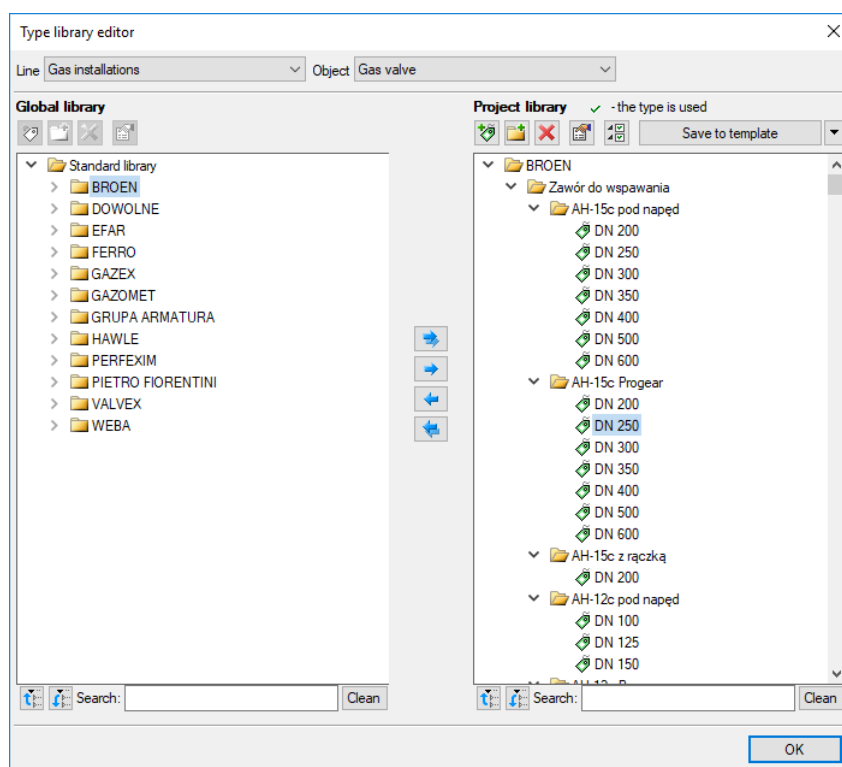 Type library editor
Line Gas installations Object Gas valve
Global library
Standard library
BROEN
DOWOLNE
EFAR
FERRO
GAZEX
GAZOMET
GRUPA ARMATURA
HAWLE
PERFEXIM
PIETRO FIORENTINI
VALVEX
WEBA
Search: Clean
Project library - the type is used
Save to template
BROEN
Zawór do wspawania
AH-15c pod napęd
DN 200
DN 250
DN 300
DN 350
DN 400
DN 500
DN 600
AH-15c Progear
DN 200
DN 250
DN 300
DN 350
DN 400
DN 500
DN 600
AH-15c z rączką
DN 200
AH-12c pod napęd
DN 100
DN 125
DN 150
Search: Clean
OK